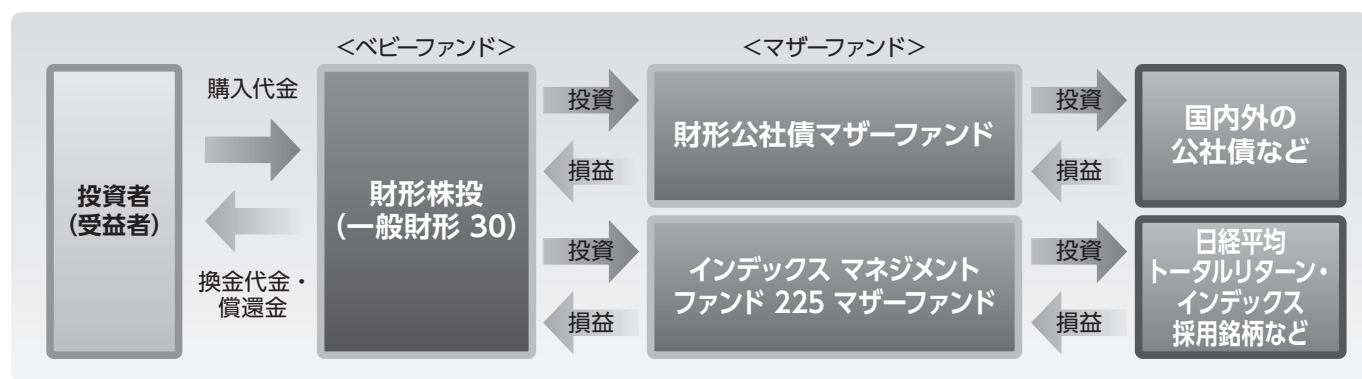 ＜ベビーファンド＞
＜マザーファンド＞
投資者
（受益者）
購入代金
換金代金・
償還金
財形株投
（一般財形 30）
投資
損益
財形公社債マザーファンド
投資
損益
国内外の
公社債など
投資
損益
インデックス マネジメント
ファンド 225 マザーファンド
投資
損益
日経平均
トータルリターン・
インデックス
採用銘柄など